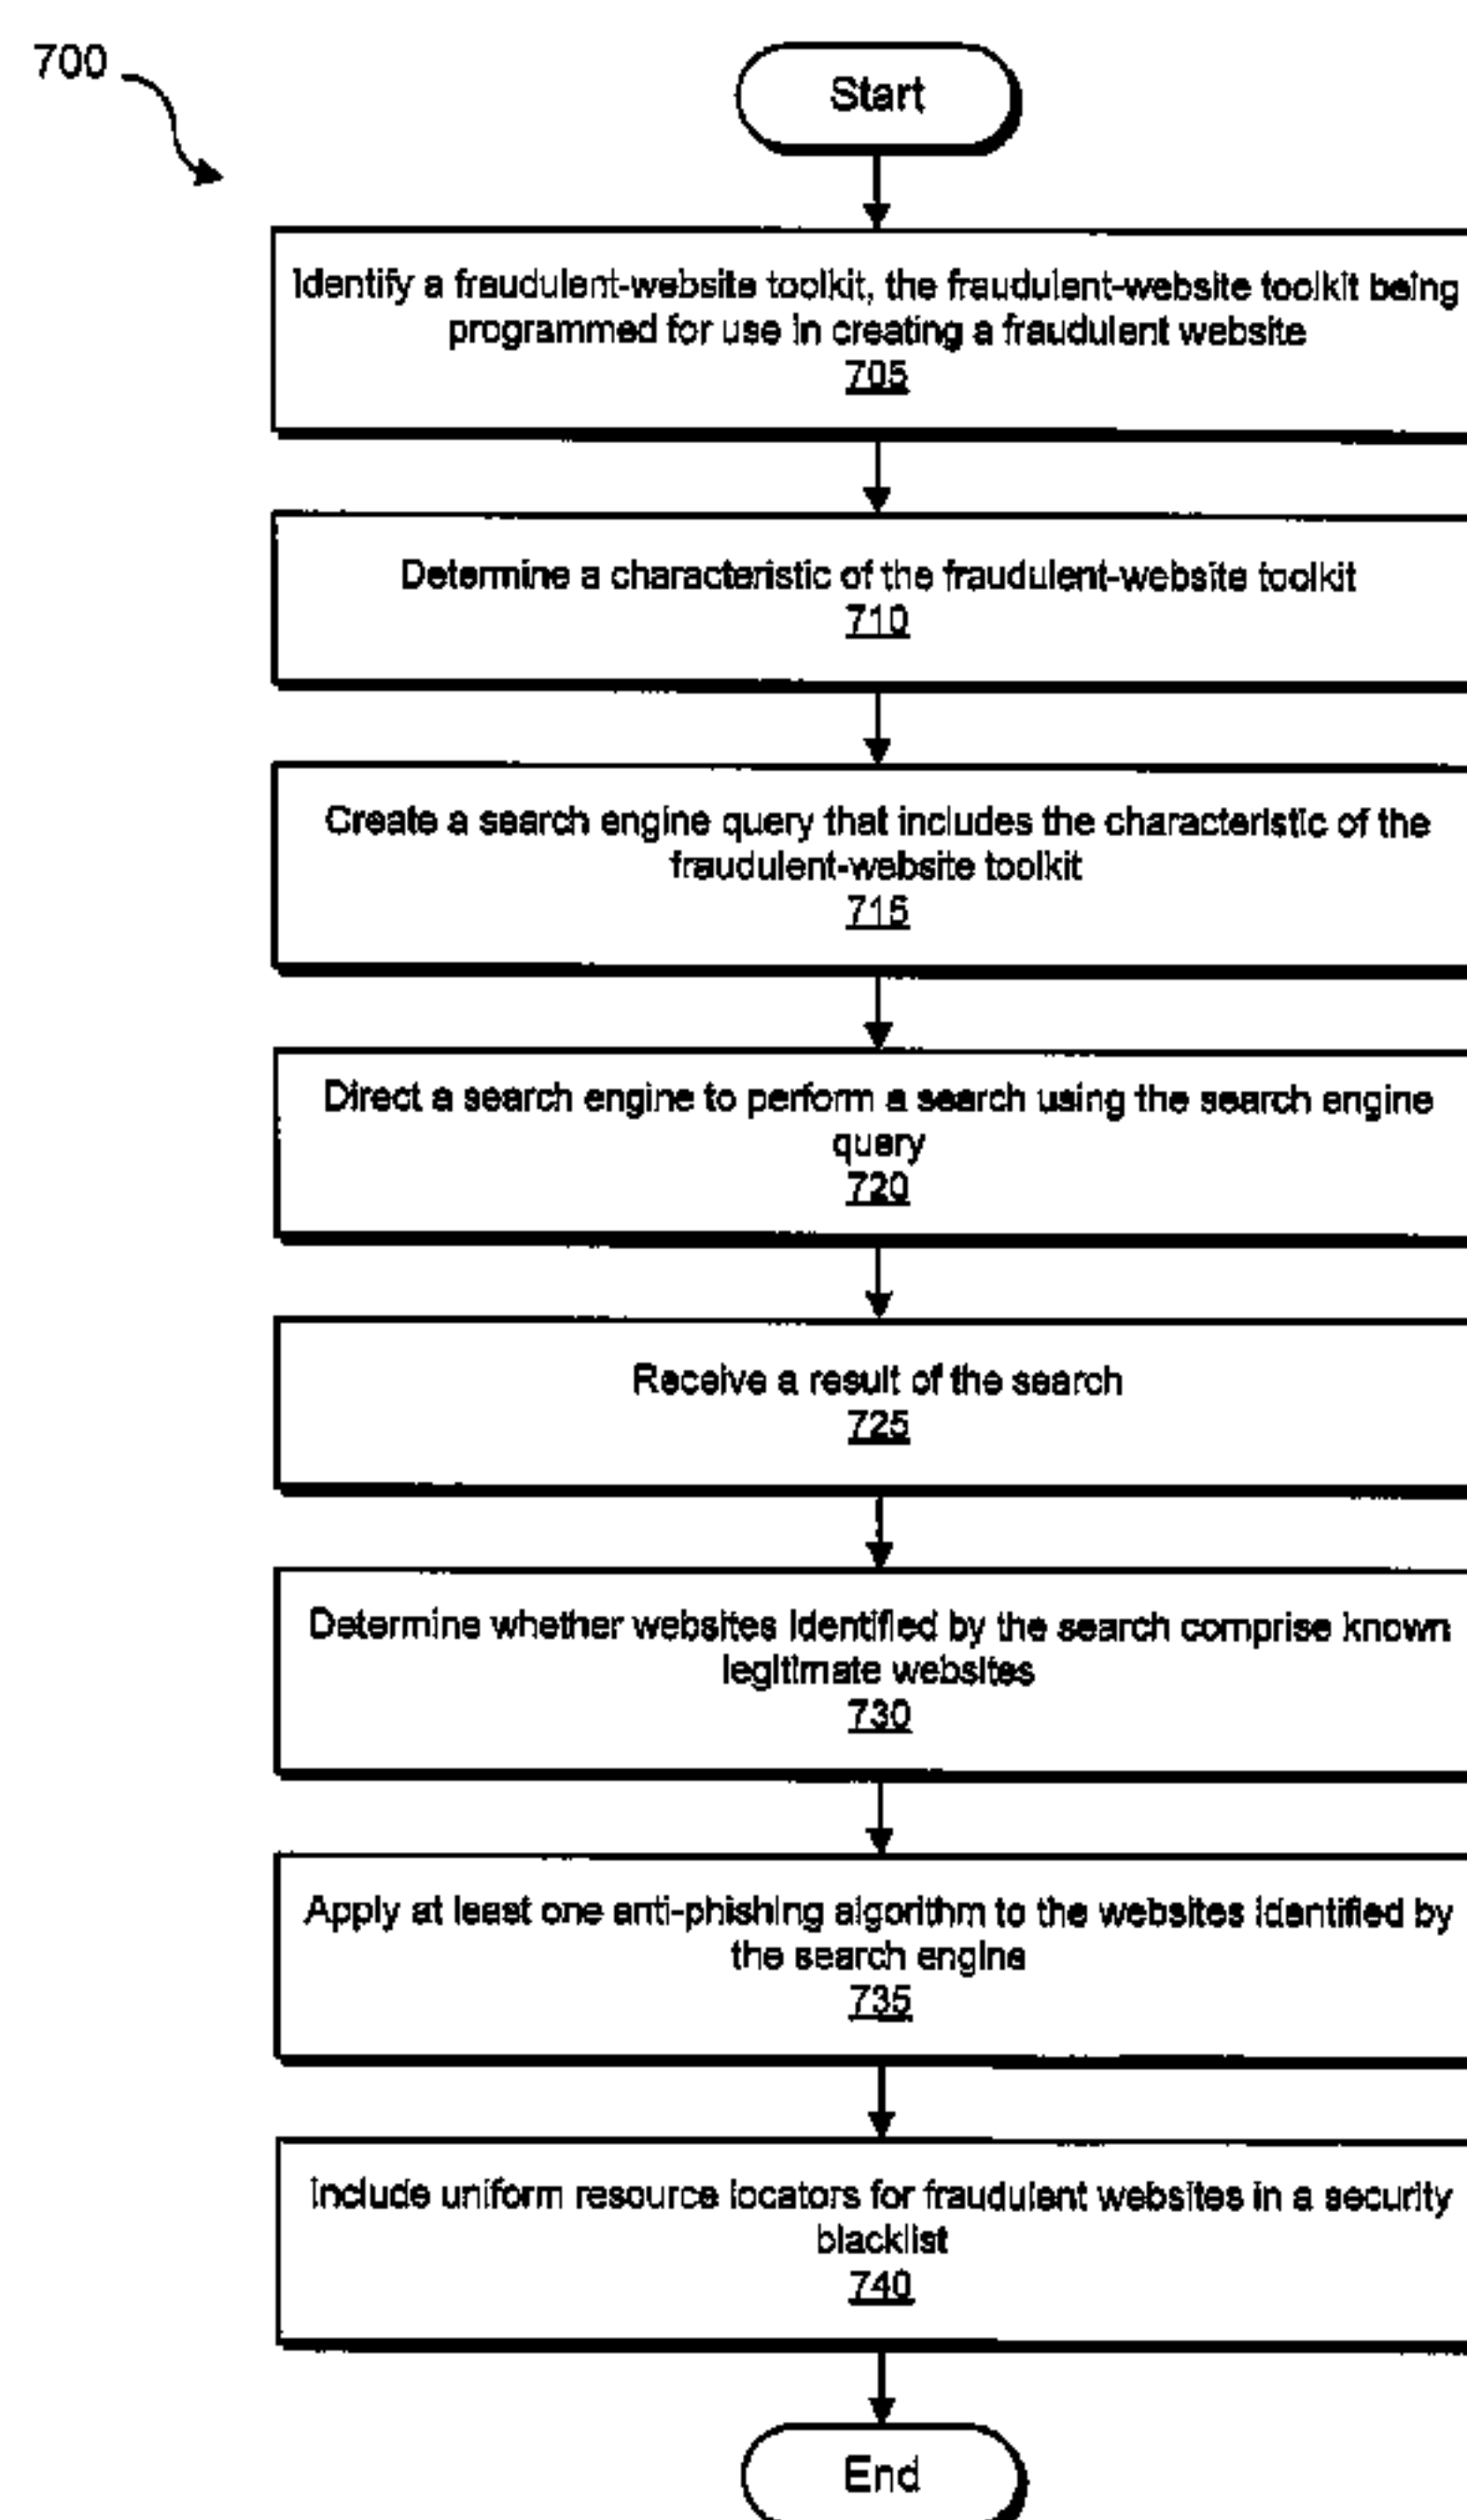 700
Start
Identify a fraudulent-website toolkit, the fraudulent-website toolkit being
programmed for use in creating a fraudulent website
705
Determine a characteristic of the fraudulent-website toolkit
710
Create a search engine query that includes the characteristic of the
fraudulent-website toolkit
715
Direct a search engine to perform a search using the search engine
query
720
Receive a result of the search
725
Determine whether websites identified by the search comprise known
legitimate websites
730
Apply at least one anti-phishing algorithm to the websites identified by
the search engine
735
Include uniform resource locators for fraudulent websites in a security
blacklist
740
End